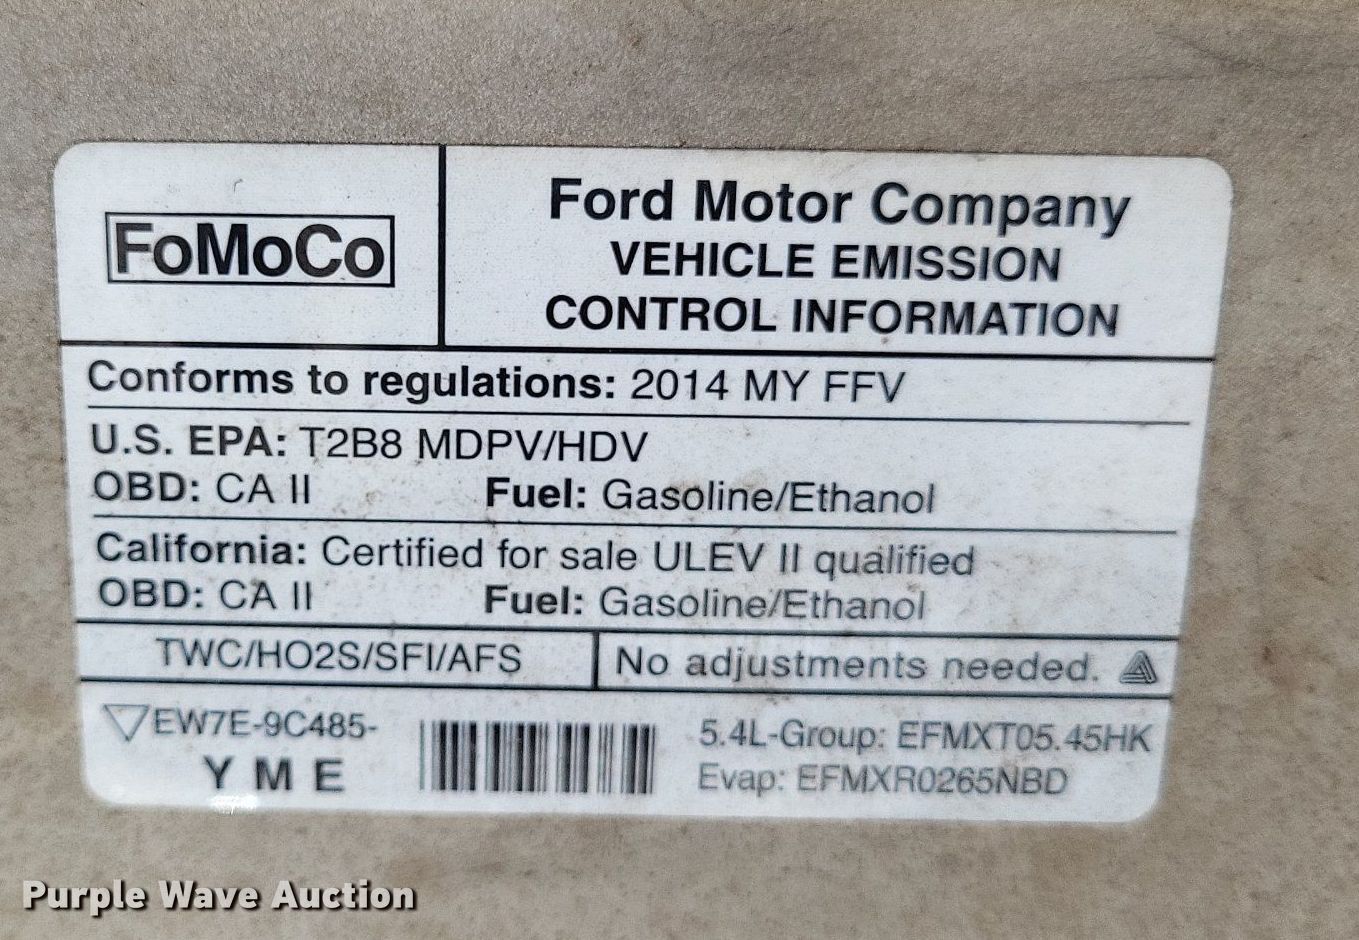 FoMoCo
Ford Motor Company
VEHICLE EMISSION
CONTROL INFORMATION
Conforms to regulations: 2014 MY FFV
U.S. EPA: T2B8 MDPV/HDV
OBD: CA II Fuel: Gasoline/Ethanol
California: Certified for sale ULEV II qualified
OBD: CA II Fuel: Gasoline/Ethanol
TWC/HO2S/SFI/AFS
No adjustments needed.
EW7E-9C485-
YME
5.4L-Group: EFMXT05.45HK
Evap: EFMXR0265NBD
Purple Wave Auction